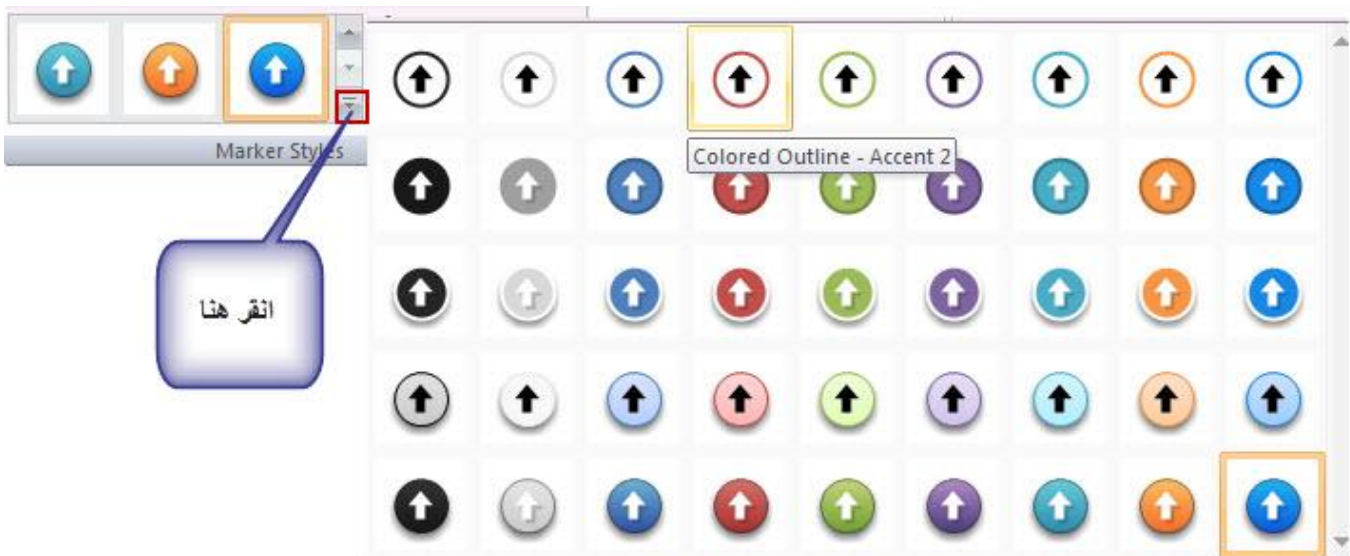 Marker Styles
Colored Outline - Accent 2
انقر هنا